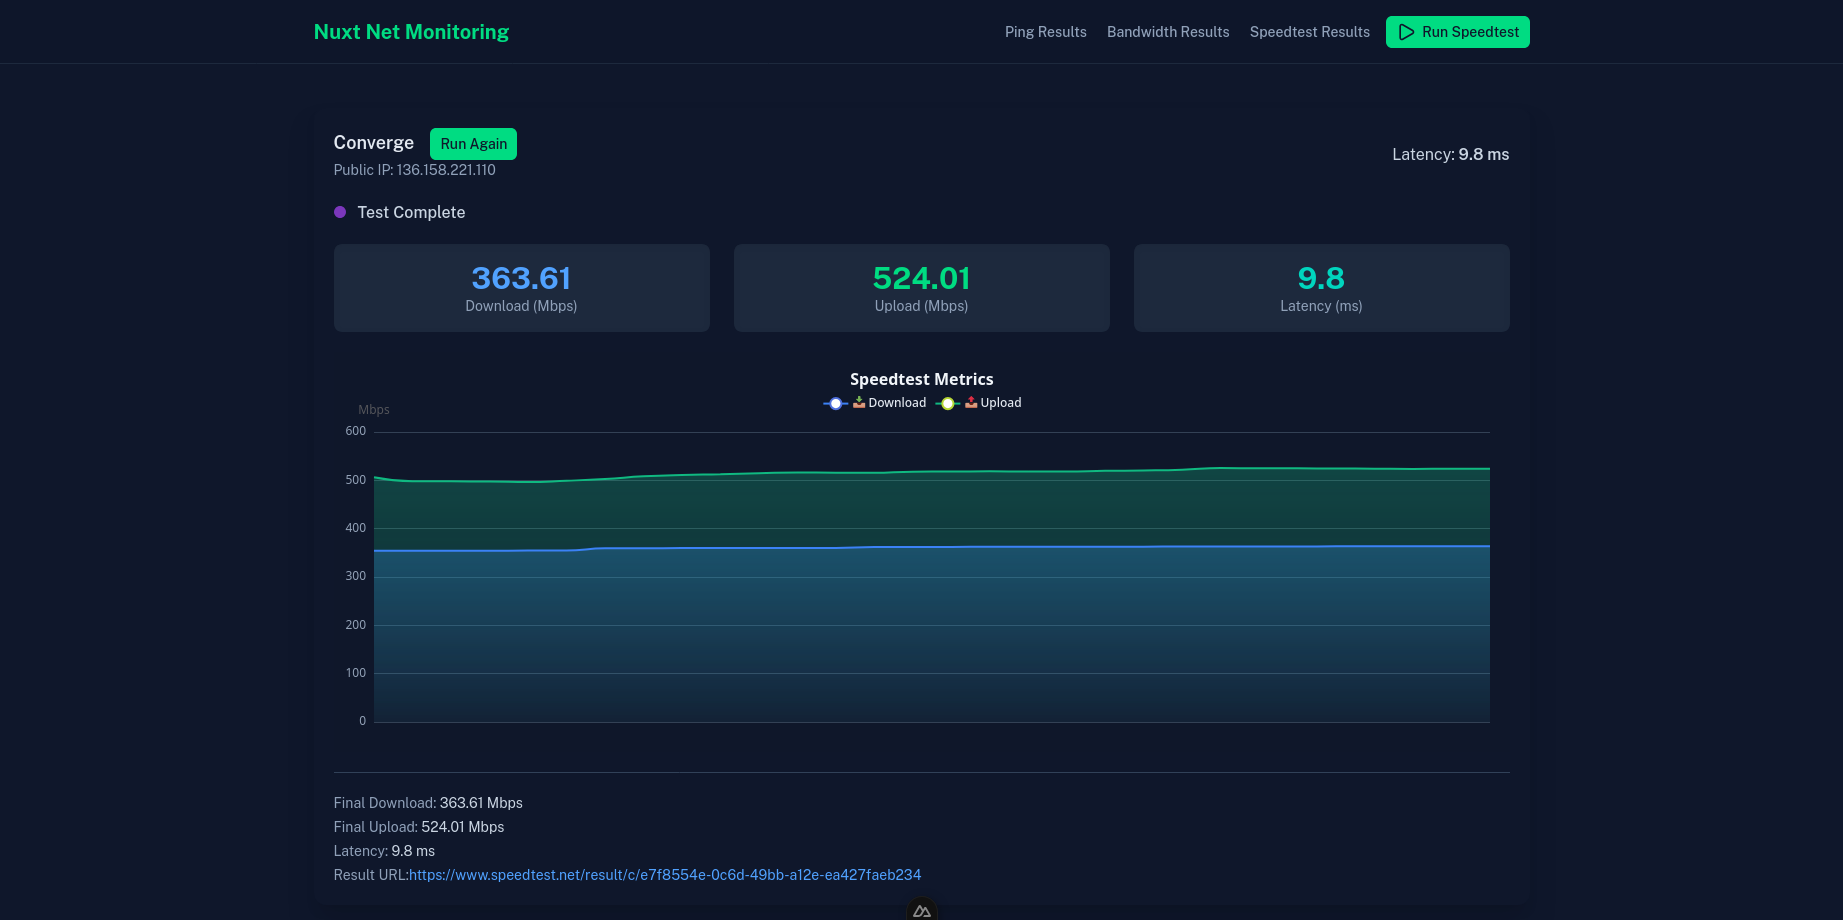 Nuxt Net Monitoring
Ping Results
Bandwidth Results
Speedtest Results
Run Speedtest
Converge
Run Again
Public IP: 136.158.221.110
Latency: 9.8 ms
Test Complete
363.61
Download (Mbps)
524.01
Upload (Mbps)
9.8
Latency (ms)
Speedtest Metrics
Download
Upload
Mbps
600
500
400
300
200
100
0
Final Download: 363.61 Mbps
Final Upload: 524.01 Mbps
Latency: 9.8 ms
Result URL:https://www.speedtest.net/result/c/e7f8554e-0c6d-49bb-a12e-ea427faeb234